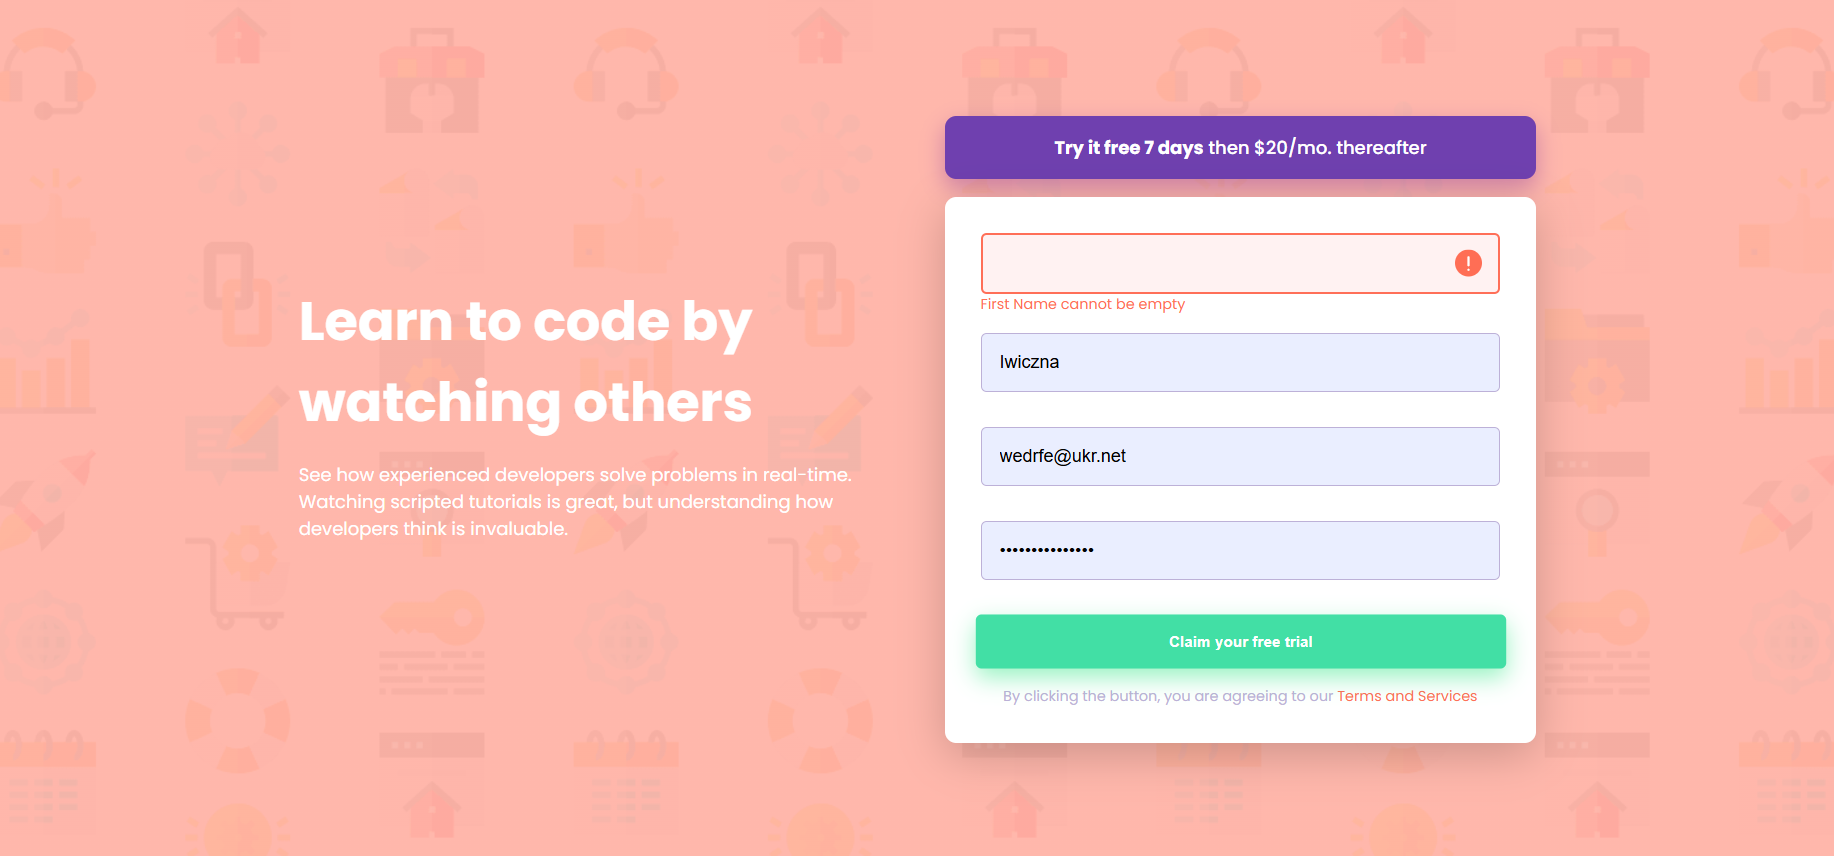 Learn to code by
watching others
See how experienced developers solve problems in real-time.
Watching scripted tutorials is great, but understanding how
developers think is invaluable.
Try it free 7 days then $20/mo. thereafter
First Name cannot be empty
lwiczna
wedrfe@ukr.net
•••••••••••••••
Claim your free trial
By clicking the button, you are agreeing to our Terms and Services